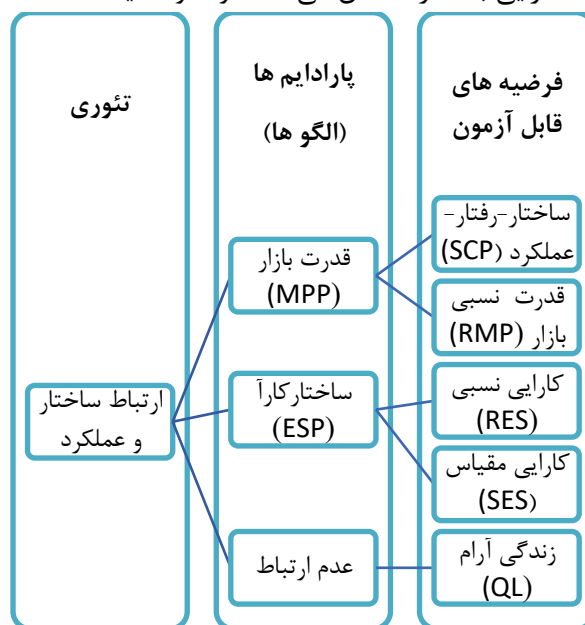 تئوری
پارادایم ها
(الگو ها)
فرضیه های
قابل آزمون
ارتباط ساختار
و عملکرد
قدرت بازار
(MPP)
ساختارکارآ
(ESP)
عدم ارتباط
ساختار-رفتار-
عملکرد (SCP)
قدرت نسبی
بازار (RMP)
کارایی نسبی
(RES)
کارایی مقیاس
(SES)
زندگی آرام
(QL)